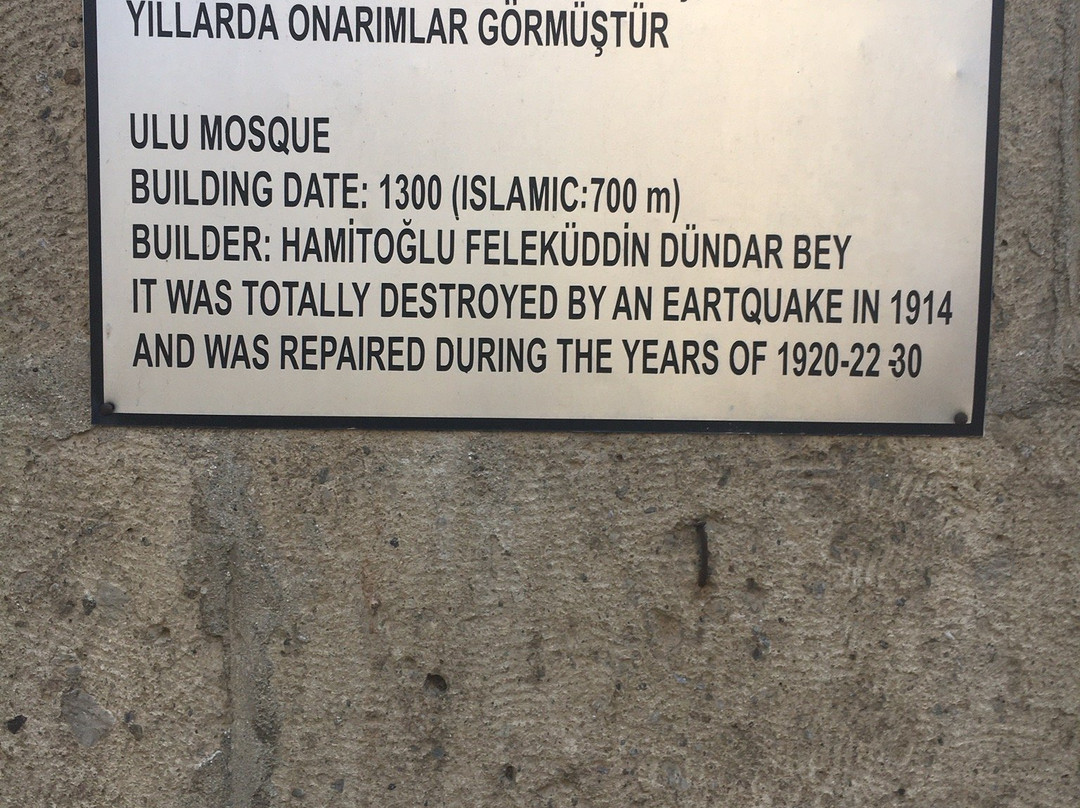 YILLARDA ONARIMLAR GÖRMÜŞTÜR
ULU MOSQUE
BUILDING DATE: 1300 (ISLAMIC:700 m)
BUILDER: HAMİTOĞLU FELEKÜDDİN DÜNDAR BEY
IT WAS TOTALLY DESTROYED BY AN EARTQUAKE IN 1914
AND WAS REPAIRED DURING THE YEARS OF 1920-22 -30